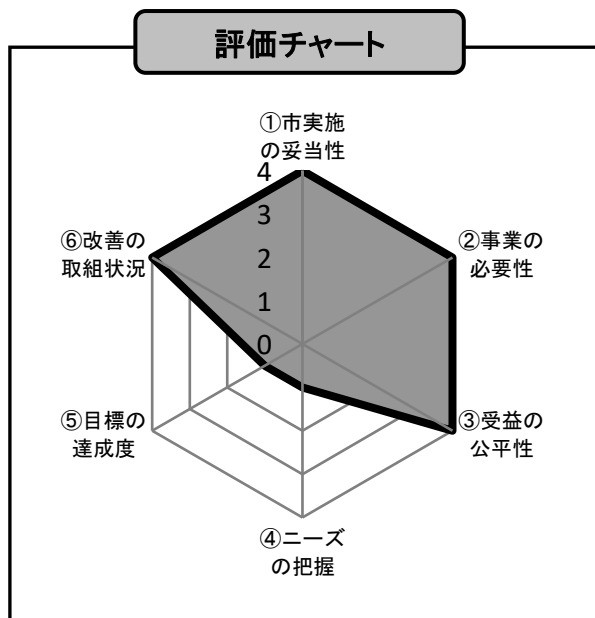 評価チャート
①市実施
の妥当性
4
3
2
1
0
②事業の
必要性
③受益の
公平性
④ニーズ
の把握
⑤目標の
達成度
⑥改善の
取組状況